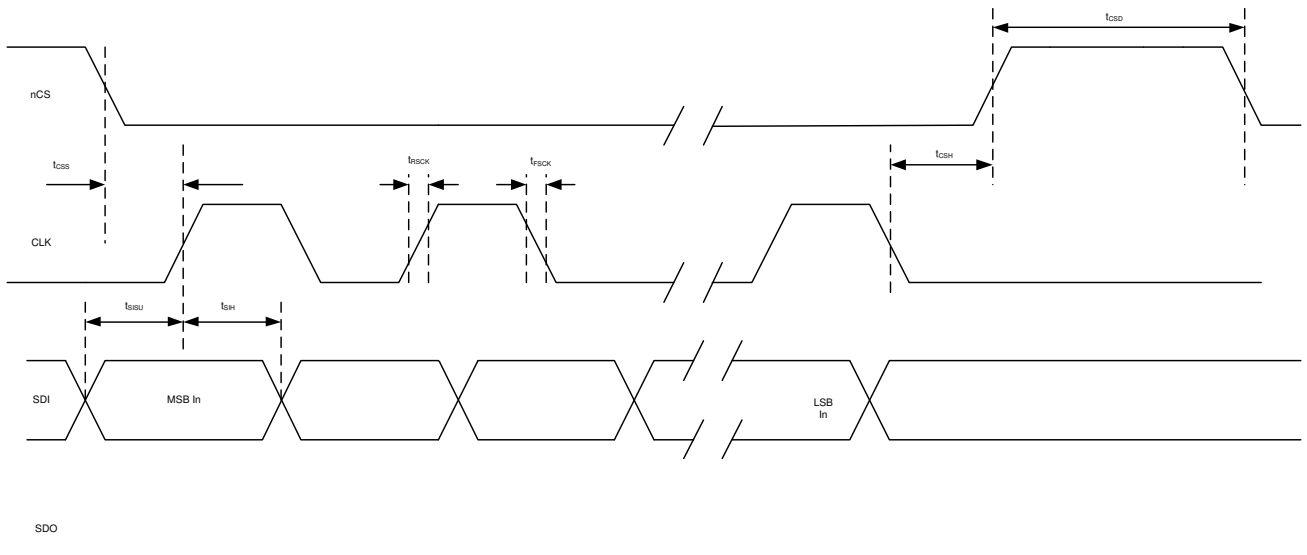 tCSD
nCS
tCSS
tRSCK
tFSCK
tCSH
CLK
tSISU
tSIH
SDI
MSB In
LSB
In
SDO